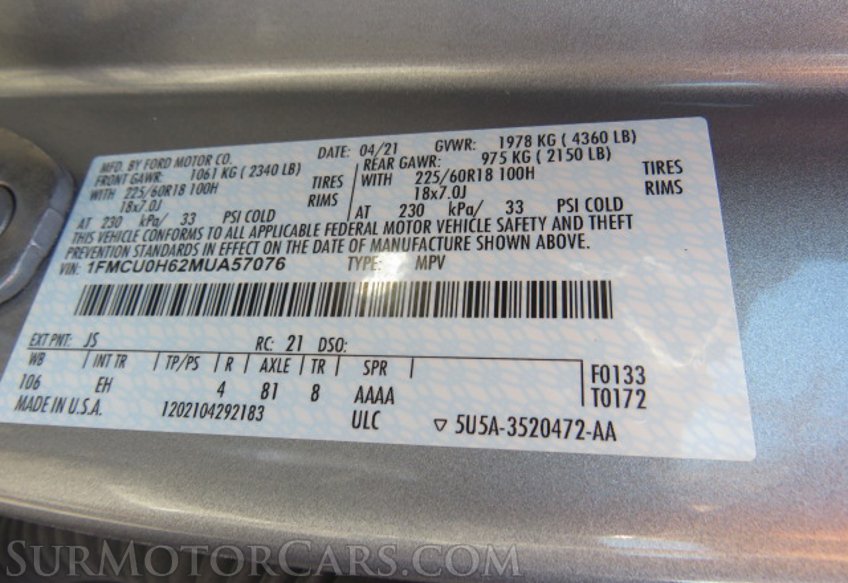 MFD. BY FORD MOTOR CO. DATE: 04/21 GVWR: 1978 KG ( 4360 LB)
FRONT GAWR: 1061 KG ( 2340 LB) REAR GAWR: 975 KG ( 2150 LB)
WITH 225/60R18 100H TIRES WITH 225/60R18 100H TIRES
18x7.0J RIMS 18x7.0J RIMS
AT 230 kPa/ 33 PSI COLD AT 230 kPa/ 33 PSI COLD
THIS VEHICLE CONFORMS TO ALL APPLICABLE FEDERAL MOTOR VEHICLE SAFETY AND THEFT
PREVENTION STANDARDS IN EFFECT ON THE DATE OF MANUFACTURE SHOWN ABOVE.
VIN: 1FMCU0H62MUA57076 TYPE: MPV
EXT PNT: JS RC: 21 DSO:
WB INT TR TP/PS R AXLE TR SPR F0133
106 EH 4 81 8 AAAA T0172
MADE IN U.S.A. 1202104292183 ULC ▽ 5U5A-3520472-AA
SURMOTORCARS.COM